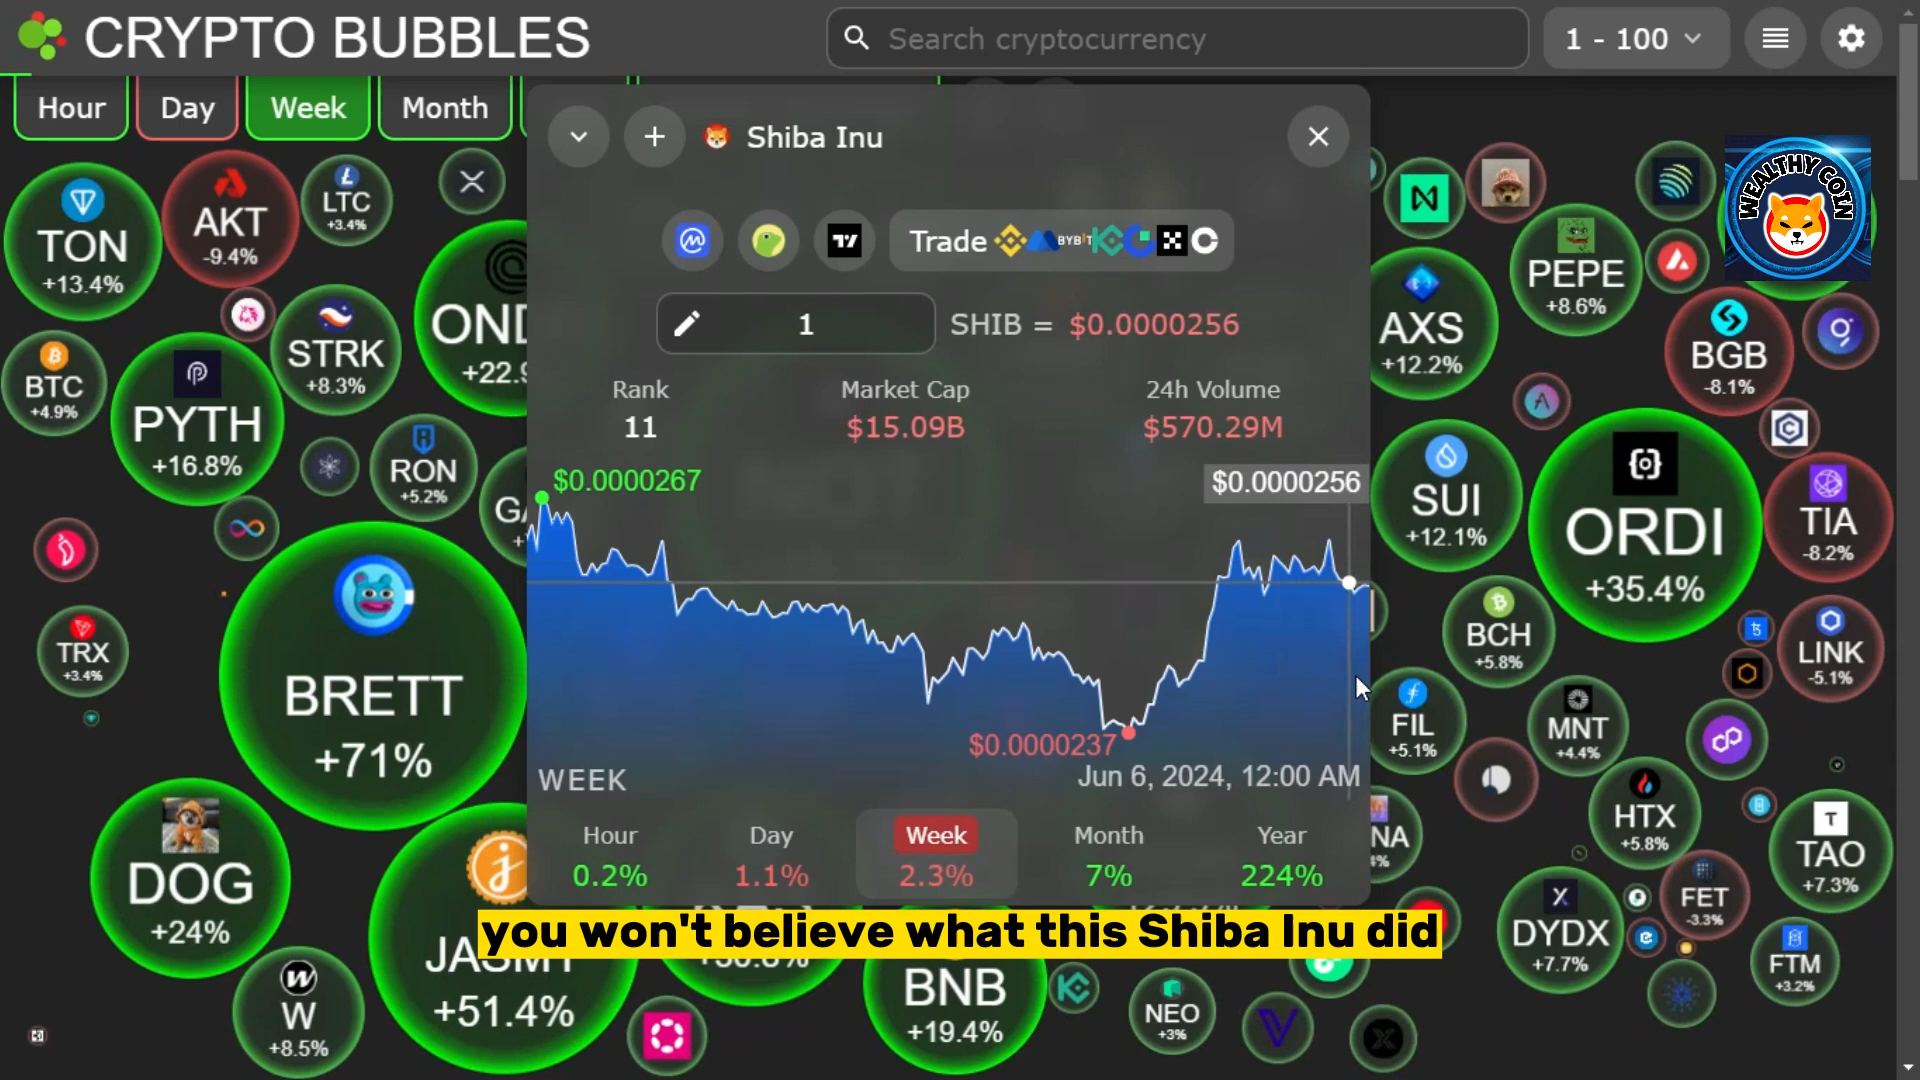 CRYPTO BUBBLES
Search cryptocurrency
1 - 100
Hour
Day
Week
Month
Shiba Inu
Trade
BYBIT
1
SHIB = $0.0000256
Rank
11
Market Cap
$15.09B
24h Volume
$570.29M
$0.0000267
$0.0000256
$0.0000237
WEEK
Jun 6, 2024, 12:00 AM
Hour
0.2%
Day
1.1%
Week
2.3%
Month
7%
Year
224%
you won't believe what this Shiba Inu did
WEALTHY COIN
TON
+13.4%
AKT
-9.4%
LTC
+3.4%
BTC
+4.9%
PYTH
+16.8%
STRK
+8.3%
RON
+5.2%
TRX
+3.4%
BRETT
+71%
DOG
+24%
W
+8.5%
+51.4%
BNB
+19.4%
NEO
+3%
AXS
+12.2%
PEPE
+8.6%
BGB
-8.1%
SUI
+12.1%
ORDI
+35.4%
TIA
-8.2%
BCH
+5.8%
LINK
-5.1%
FIL
+5.1%
MNT
+4.4%
HTX
+5.8%
TAO
+7.3%
FET
-3.3%
DYDX
+7.7%
FTM
+3.2%